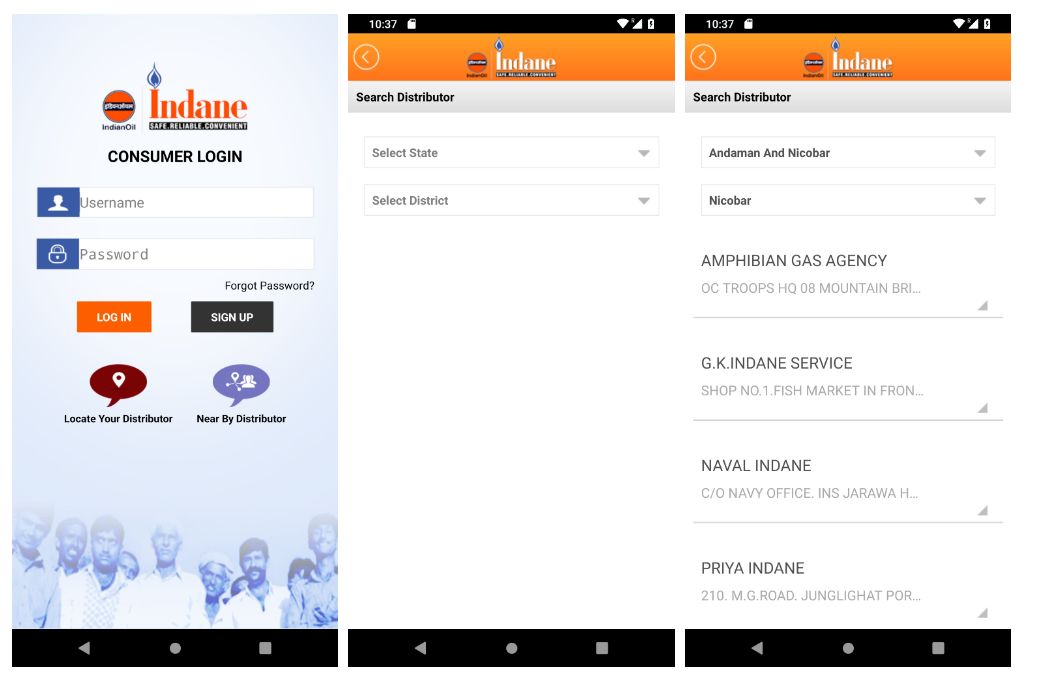 इंडियनऑयल
IndianOil
Indane
SAFE.RELIABLE.CONVENIENT
CONSUMER LOGIN
Username
Password
Forgot Password?
LOG IN
SIGN UP
Locate Your Distributor
Near By Distributor
10:37
IndianOil
Indane
SAFE.RELIABLE.CONVENIENT
Search Distributor
Select State
Select District
10:37
IndianOil
Indane
SAFE.RELIABLE.CONVENIENT
Search Distributor
Andaman And Nicobar
Nicobar
AMPHIBIAN GAS AGENCY
OC TROOPS HQ 08 MOUNTAIN BRI...
G.K.INDANE SERVICE
SHOP NO.1.FISH MARKET IN FRON...
NAVAL INDANE
C/O NAVY OFFICE. INS JARAWA H...
PRIYA INDANE
210. M.G.ROAD. JUNGLIGHAT POR...